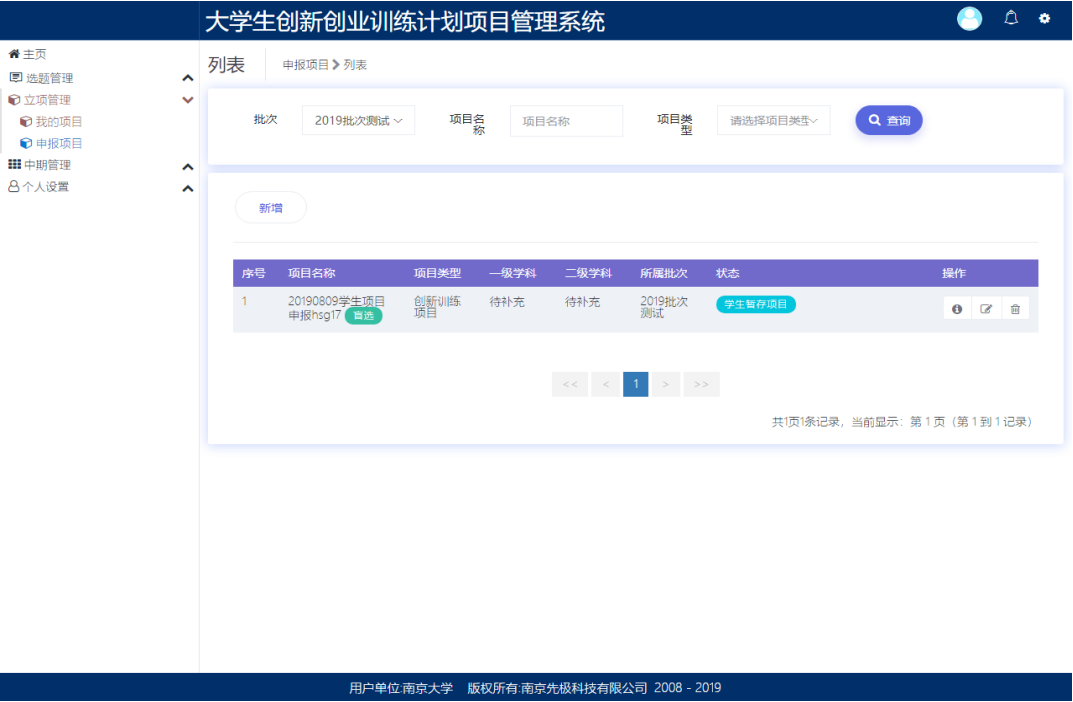 大学生创新创业训练计划项目管理系统
主页
选题管理
立项管理
我的项目
申报项目
中期管理
个人设置
列表
申报项目 列表
批次
2019批次测试
项目名
称
项目名称
项目类
型
请选择项目类型
查询
新增
序号 项目名称 项目类型 一级学科 二级学科 所属批次 状态 操作
1 20190809学生项目 创新训练 待补充 待补充 2019批次 学生暂存项目
申报hsg17 首选 项目 测试
<< < 1 > >>
共1页1条记录，当前显示：第 1 页（第 1 到 1 记录）
用户单位:南京大学 版权所有:南京先极科技有限公司 2008 - 2019